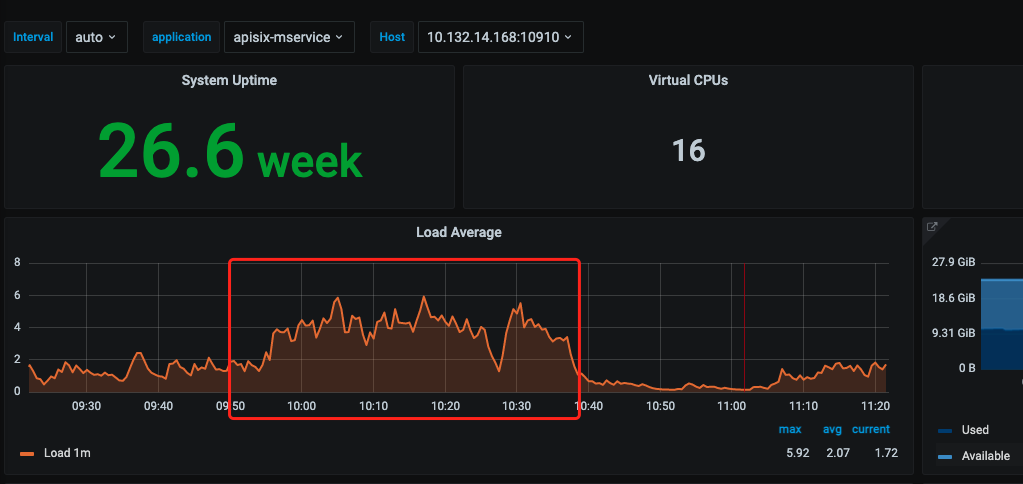 Interval auto application apisix-mservice Host 10.132.14.168:10910
System Uptime
26.6 week
Virtual CPUs
16
Load Average
8
6
4
2
0
09:30 09:40 09:50 10:00 10:10 10:20 10:30 10:40 10:50 11:00 11:10 11:20
max avg current
Load 1m 5.92 2.07 1.72
27.9 GiB
18.6 GiB
9.31 GiB
0 B
Used
Available